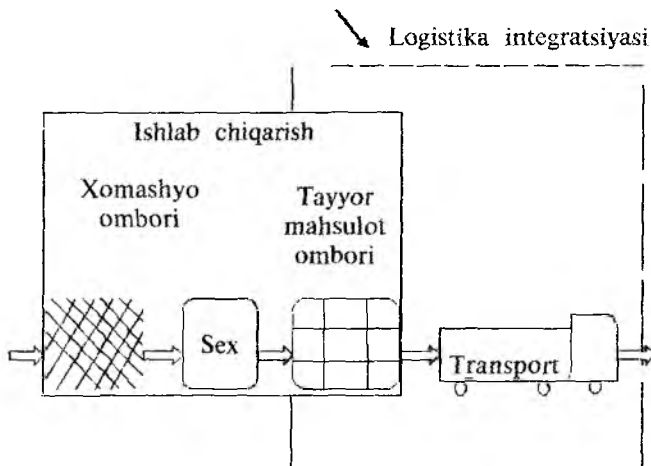 Logistika integratsiyasi
Ishlab chiqarish
Xomashyo
ombori
Tayyor
mahsulot
ombori
Sex
Transport